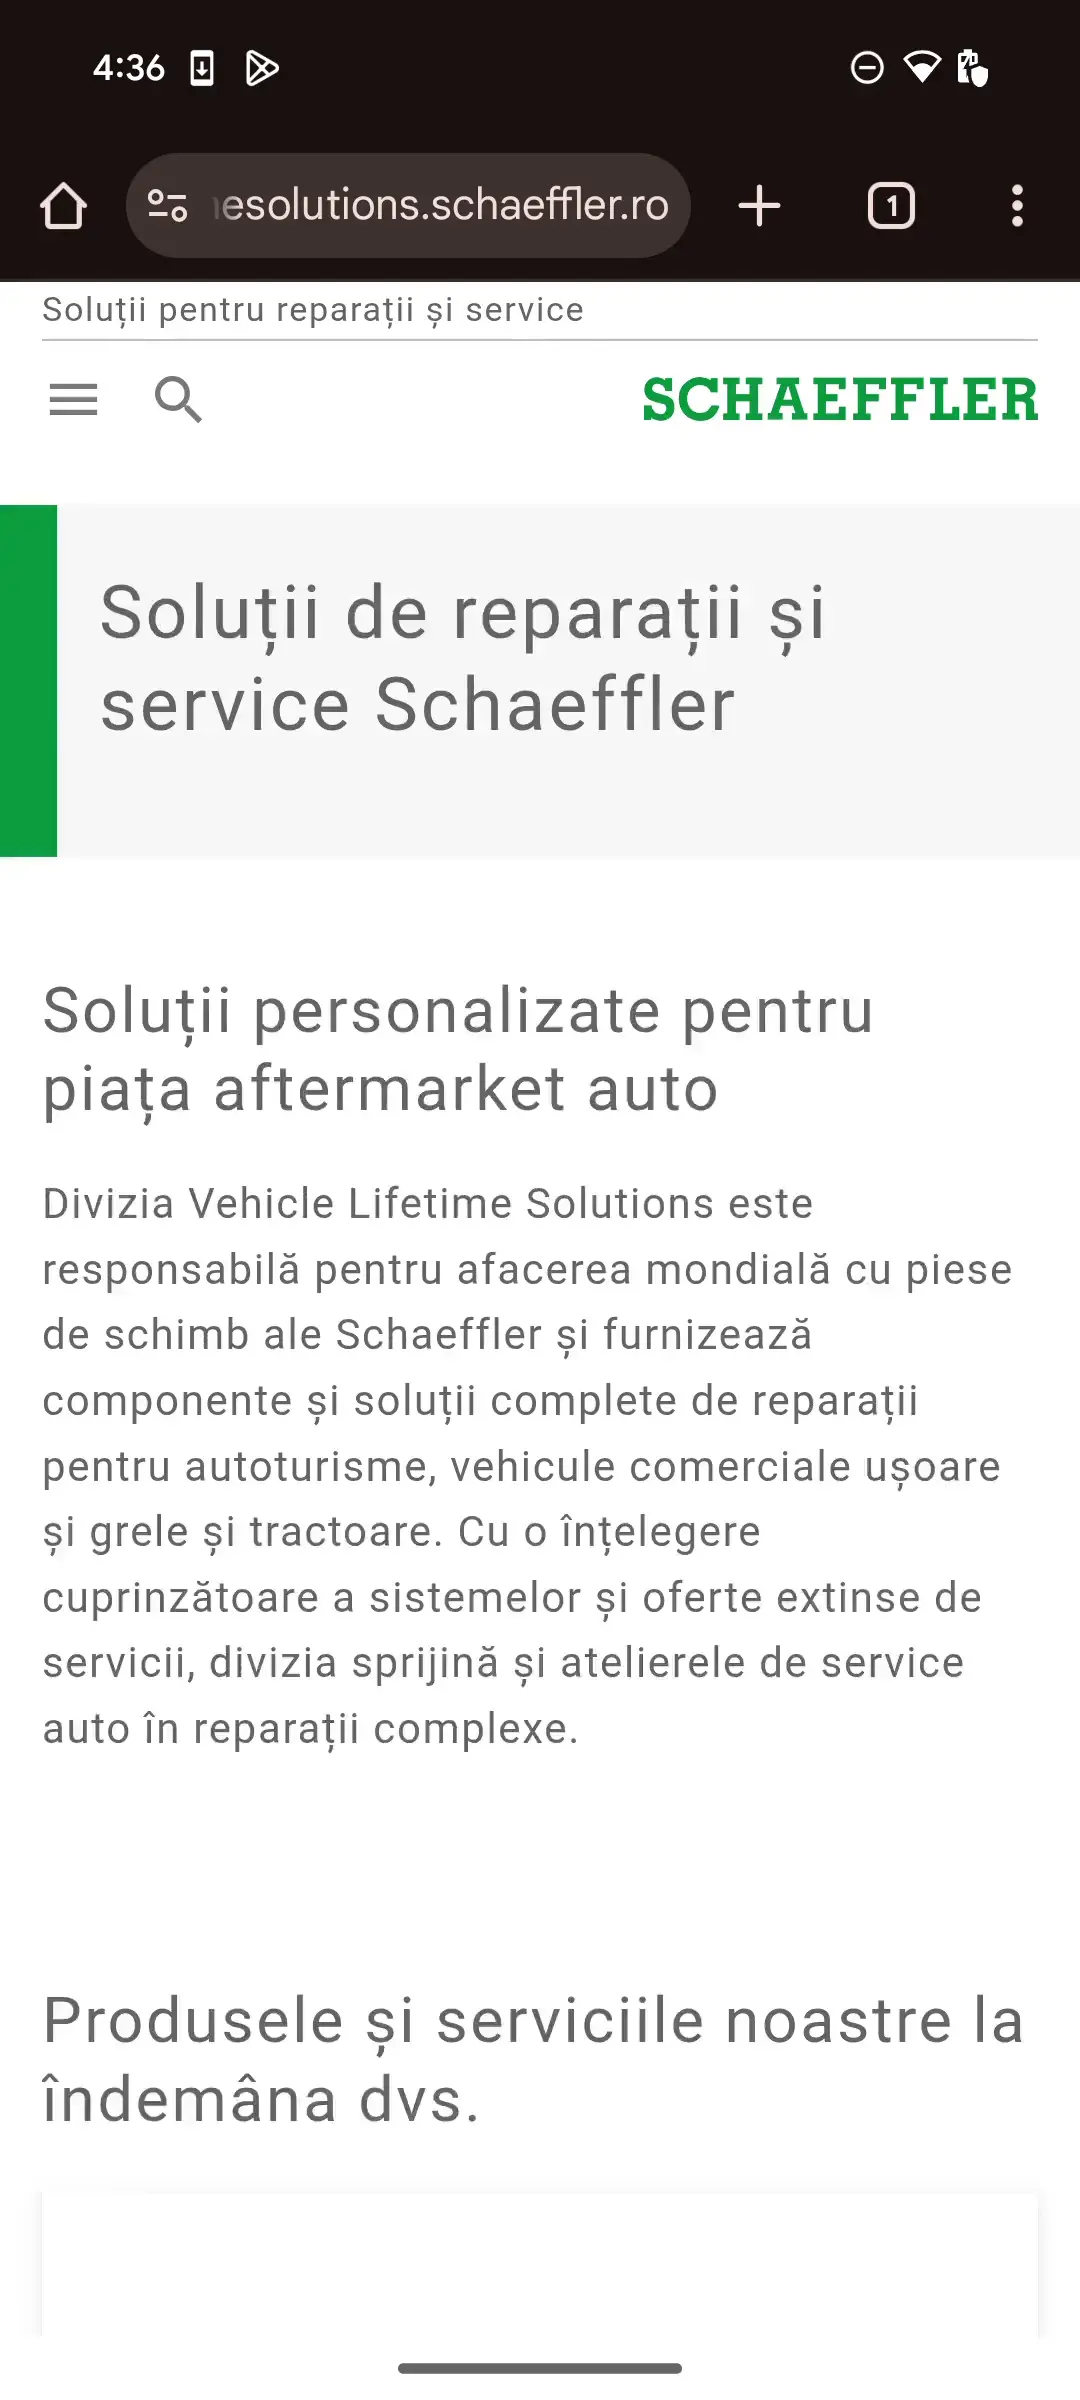 4:36
esolutions.schaeffler.ro
1
Soluții pentru reparații și service
SCHAEFFLER
Soluții de reparații și
service Schaeffler
Soluții personalizate pentru
piața aftermarket auto
Divizia Vehicle Lifetime Solutions este
responsabilă pentru afacerea mondială cu piese
de schimb ale Schaeffler și furnizează
componente și soluții complete de reparații
pentru autoturisme, vehicule comerciale ușoare
și grele și tractoare. Cu o înțelegere
cuprinzătoare a sistemelor și oferte extinse de
servicii, divizia sprijină și atelierele de service
auto în reparații complexe.
Produsele și serviciile noastre la
îndemâna dvs.